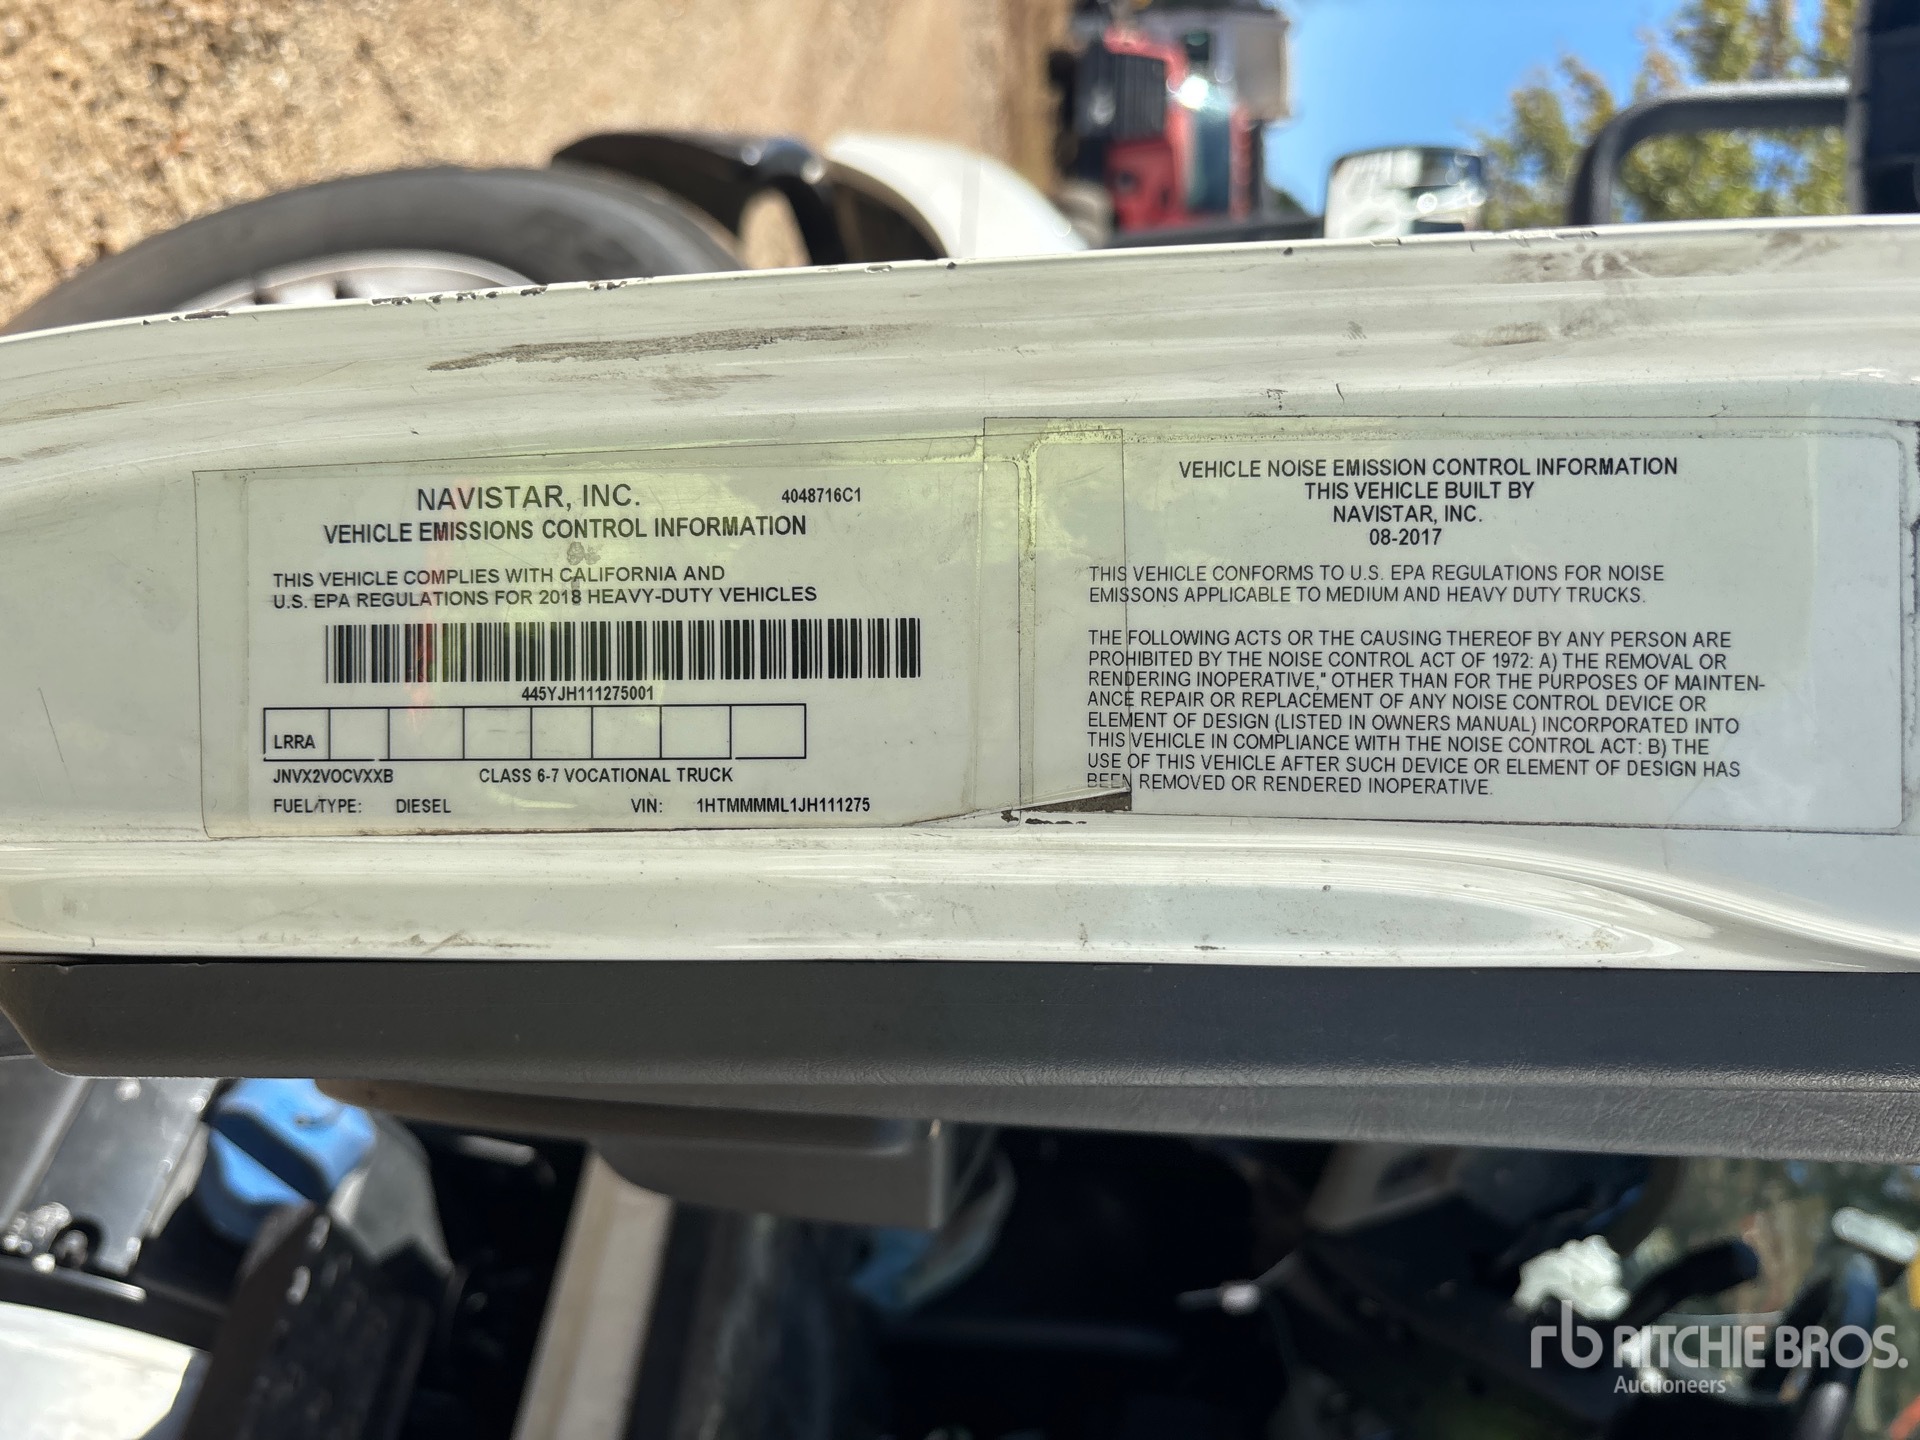 NAVISTAR, INC. 4048716C1
VEHICLE EMISSIONS CONTROL INFORMATION
THIS VEHICLE COMPLIES WITH CALIFORNIA AND
U.S. EPA REGULATIONS FOR 2018 HEAVY-DUTY VEHICLES
445YJH111275001
LRRA
JNVX2VOCVXXB CLASS 6-7 VOCATIONAL TRUCK
FUEL TYPE: DIESEL VIN: 1HTMMMML1JH111275
VEHICLE NOISE EMISSION CONTROL INFORMATION
THIS VEHICLE BUILT BY
NAVISTAR, INC.
08-2017
THIS VEHICLE CONFORMS TO U.S. EPA REGULATIONS FOR NOISE
EMISSONS APPLICABLE TO MEDIUM AND HEAVY DUTY TRUCKS.
THE FOLLOWING ACTS OR THE CAUSING THEREOF BY ANY PERSON ARE
PROHIBITED BY THE NOISE CONTROL ACT OF 1972: A) THE REMOVAL OR
RENDERING INOPERATIVE," OTHER THAN FOR THE PURPOSES OF MAINTEN-
ANCE REPAIR OR REPLACEMENT OF ANY NOISE CONTROL DEVICE OR
ELEMENT OF DESIGN (LISTED IN OWNERS MANUAL) INCORPORATED INTO
THIS VEHICLE IN COMPLIANCE WITH THE NOISE CONTROL ACT: B) THE
USE OF THIS VEHICLE AFTER SUCH DEVICE OR ELEMENT OF DESIGN HAS
BEEN REMOVED OR RENDERED INOPERATIVE.
rb RITCHIE BROS.
Auctioneers